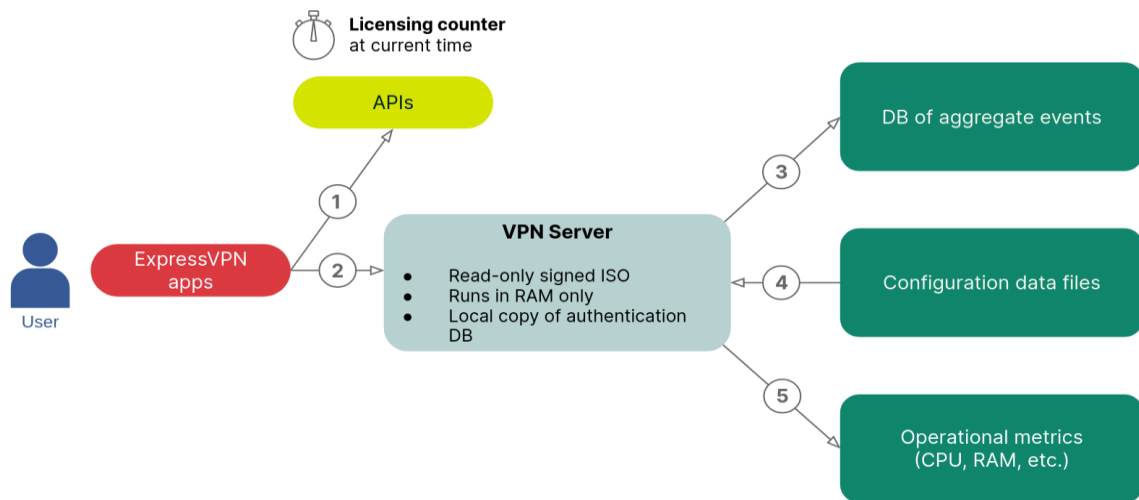 Licensing counter
at current time
APIs
1
2
3
4
5
User
ExpressVPN
apps
VPN Server
● Read-only signed ISO
● Runs in RAM only
● Local copy of authentication
DB
DB of aggregate events
Configuration data files
Operational metrics
(CPU, RAM, etc.)